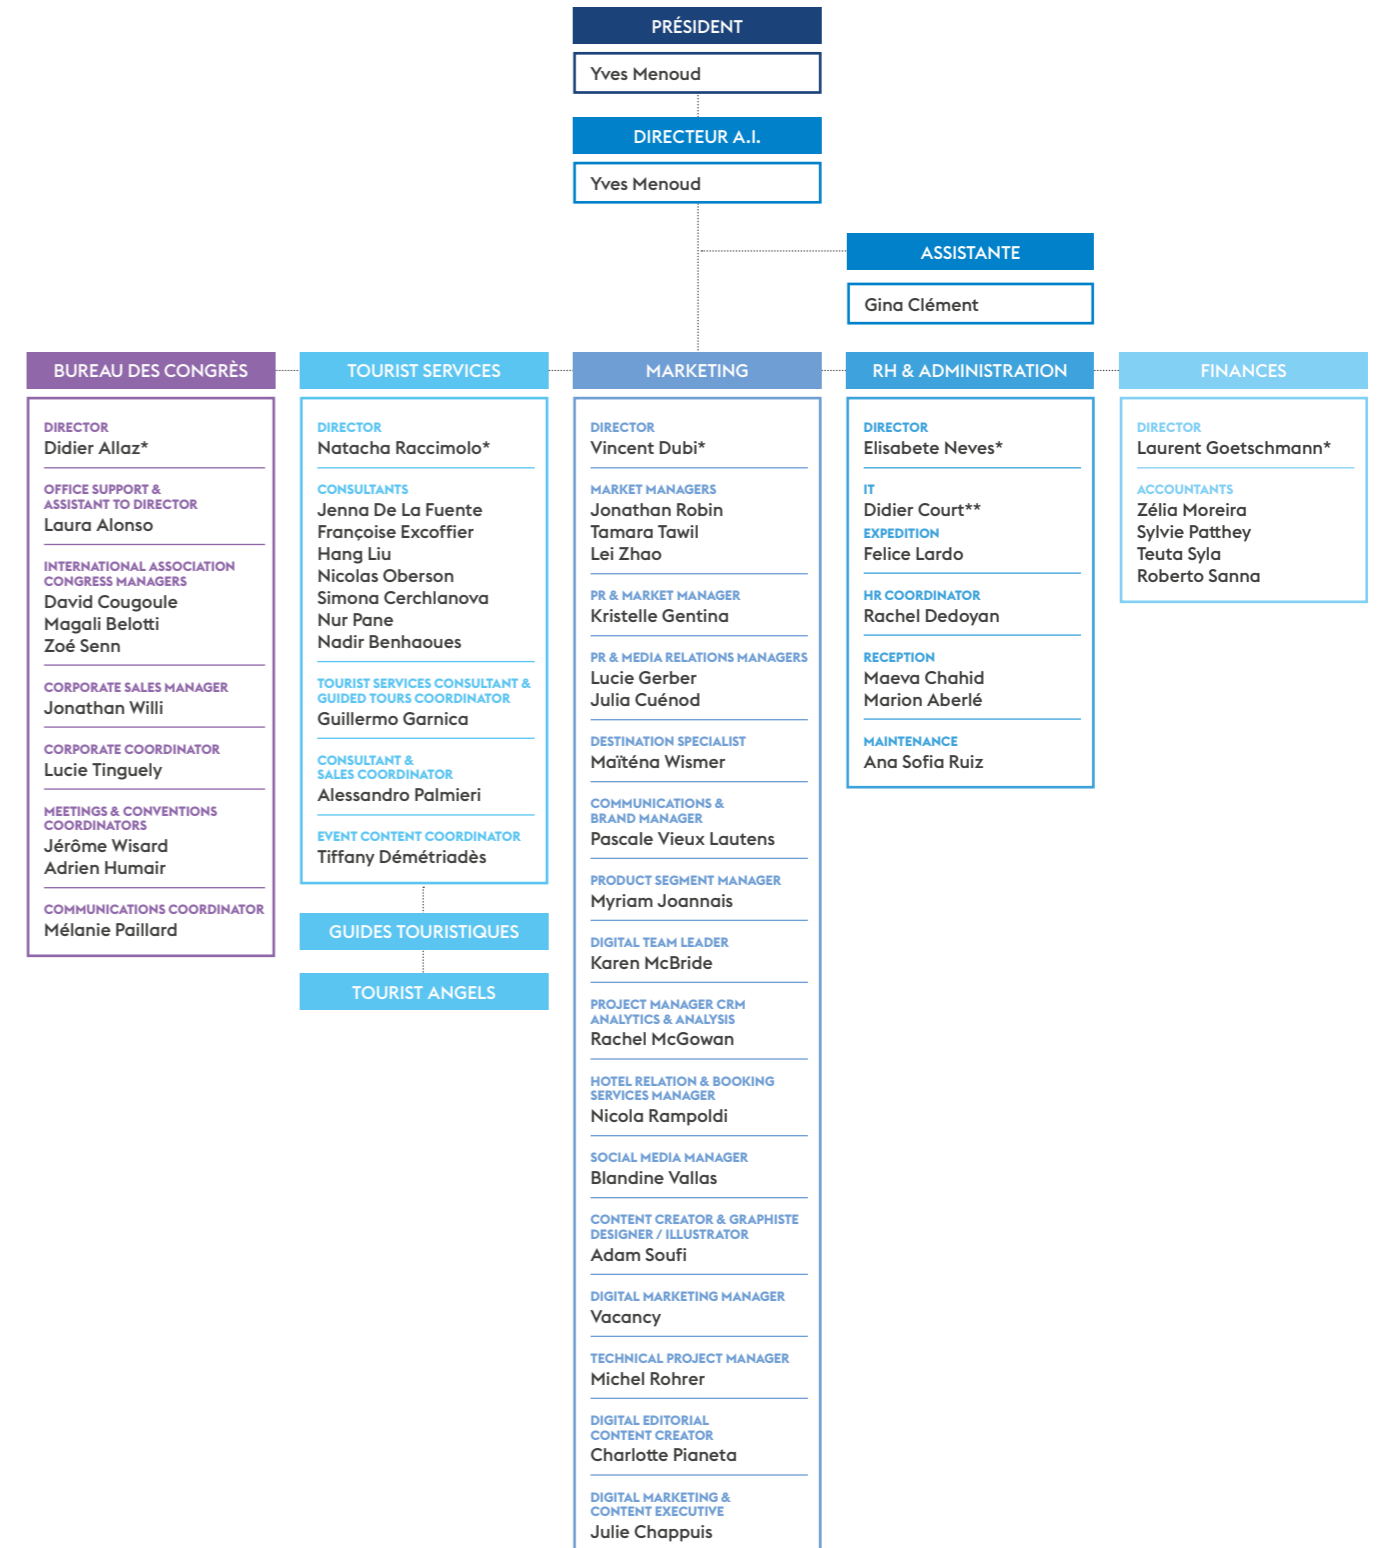 PRÉSIDENT
Yves Menoud
DIRECTEUR A.I.
Yves Menoud
ASSISTANTE
Gina Clément
BUREAU DES CONGRÈS
DIRECTOR
Didier Allaz*
OFFICE SUPPORT &
ASSISTANT TO DIRECTOR
Laura Alonso
INTERNATIONAL ASSOCIATION
CONGRESS MANAGERS
David Cougoule
Magali Belotti
Zoé Senn
CORPORATE SALES MANAGER
Jonathan Willi
CORPORATE COORDINATOR
Lucie Tinguely
MEETINGS & CONVENTIONS
COORDINATORS
Jérôme Wisard
Adrien Humair
COMMUNICATIONS COORDINATOR
Mélanie Paillard
TOURIST SERVICES
DIRECTOR
Natacha Raccimolo*
CONSULTANTS
Jenna De La Fuente
Françoise Excoffier
Hang Liu
Nicolas Oberson
Simona Cerchlanova
Nur Pane
Nadir Benhaoues
TOURIST SERVICES CONSULTANT &
GUIDED TOURS COORDINATOR
Guillermo Garnica
CONSULTANT &
SALES COORDINATOR
Alessandro Palmieri
EVENT CONTENT COORDINATOR
Tiffany Démétriadès
GUIDES TOURISTIQUES
TOURIST ANGELS
MARKETING
DIRECTOR
Vincent Dubi*
MARKET MANAGERS
Jonathan Robin
Tamara Tawil
Lei Zhao
PR & MARKET MANAGER
Kristelle Gentina
PR & MEDIA RELATIONS MANAGERS
Lucie Gerber
Julia Cuénod
DESTINATION SPECIALIST
Maïténa Wismer
COMMUNICATIONS &
BRAND MANAGER
Pascale Vieux Lautens
PRODUCT SEGMENT MANAGER
Myriam Joannais
DIGITAL TEAM LEADER
Karen McBride
PROJECT MANAGER CRM
ANALYTICS & ANALYSIS
Rachel McGowan
HOTEL RELATION & BOOKING
SERVICES MANAGER
Nicola Rampoldi
SOCIAL MEDIA MANAGER
Blandine Vallas
CONTENT CREATOR & GRAPHISTE
DESIGNER / ILLUSTRATOR
Adam Soufi
DIGITAL MARKETING MANAGER
Vacancy
TECHNICAL PROJECT MANAGER
Michel Rohrer
DIGITAL EDITORIAL
CONTENT CREATOR
Charlotte Pianeta
DIGITAL MARKETING &
CONTENT EXECUTIVE
Julie Chappuis
RH & ADMINISTRATION
DIRECTOR
Elisabete Neves*
IT
Didier Court**
EXPEDITION
Felice Lardo
HR COORDINATOR
Rachel Dedoyan
RECEPTION
Maeva Chahid
Marion Aberlé
MAINTENANCE
Ana Sofia Ruiz
FINANCES
DIRECTOR
Laurent Goetschmann*
ACCOUNTANTS
Zélia Moreira
Sylvie Patthey
Teuta Syla
Roberto Sanna